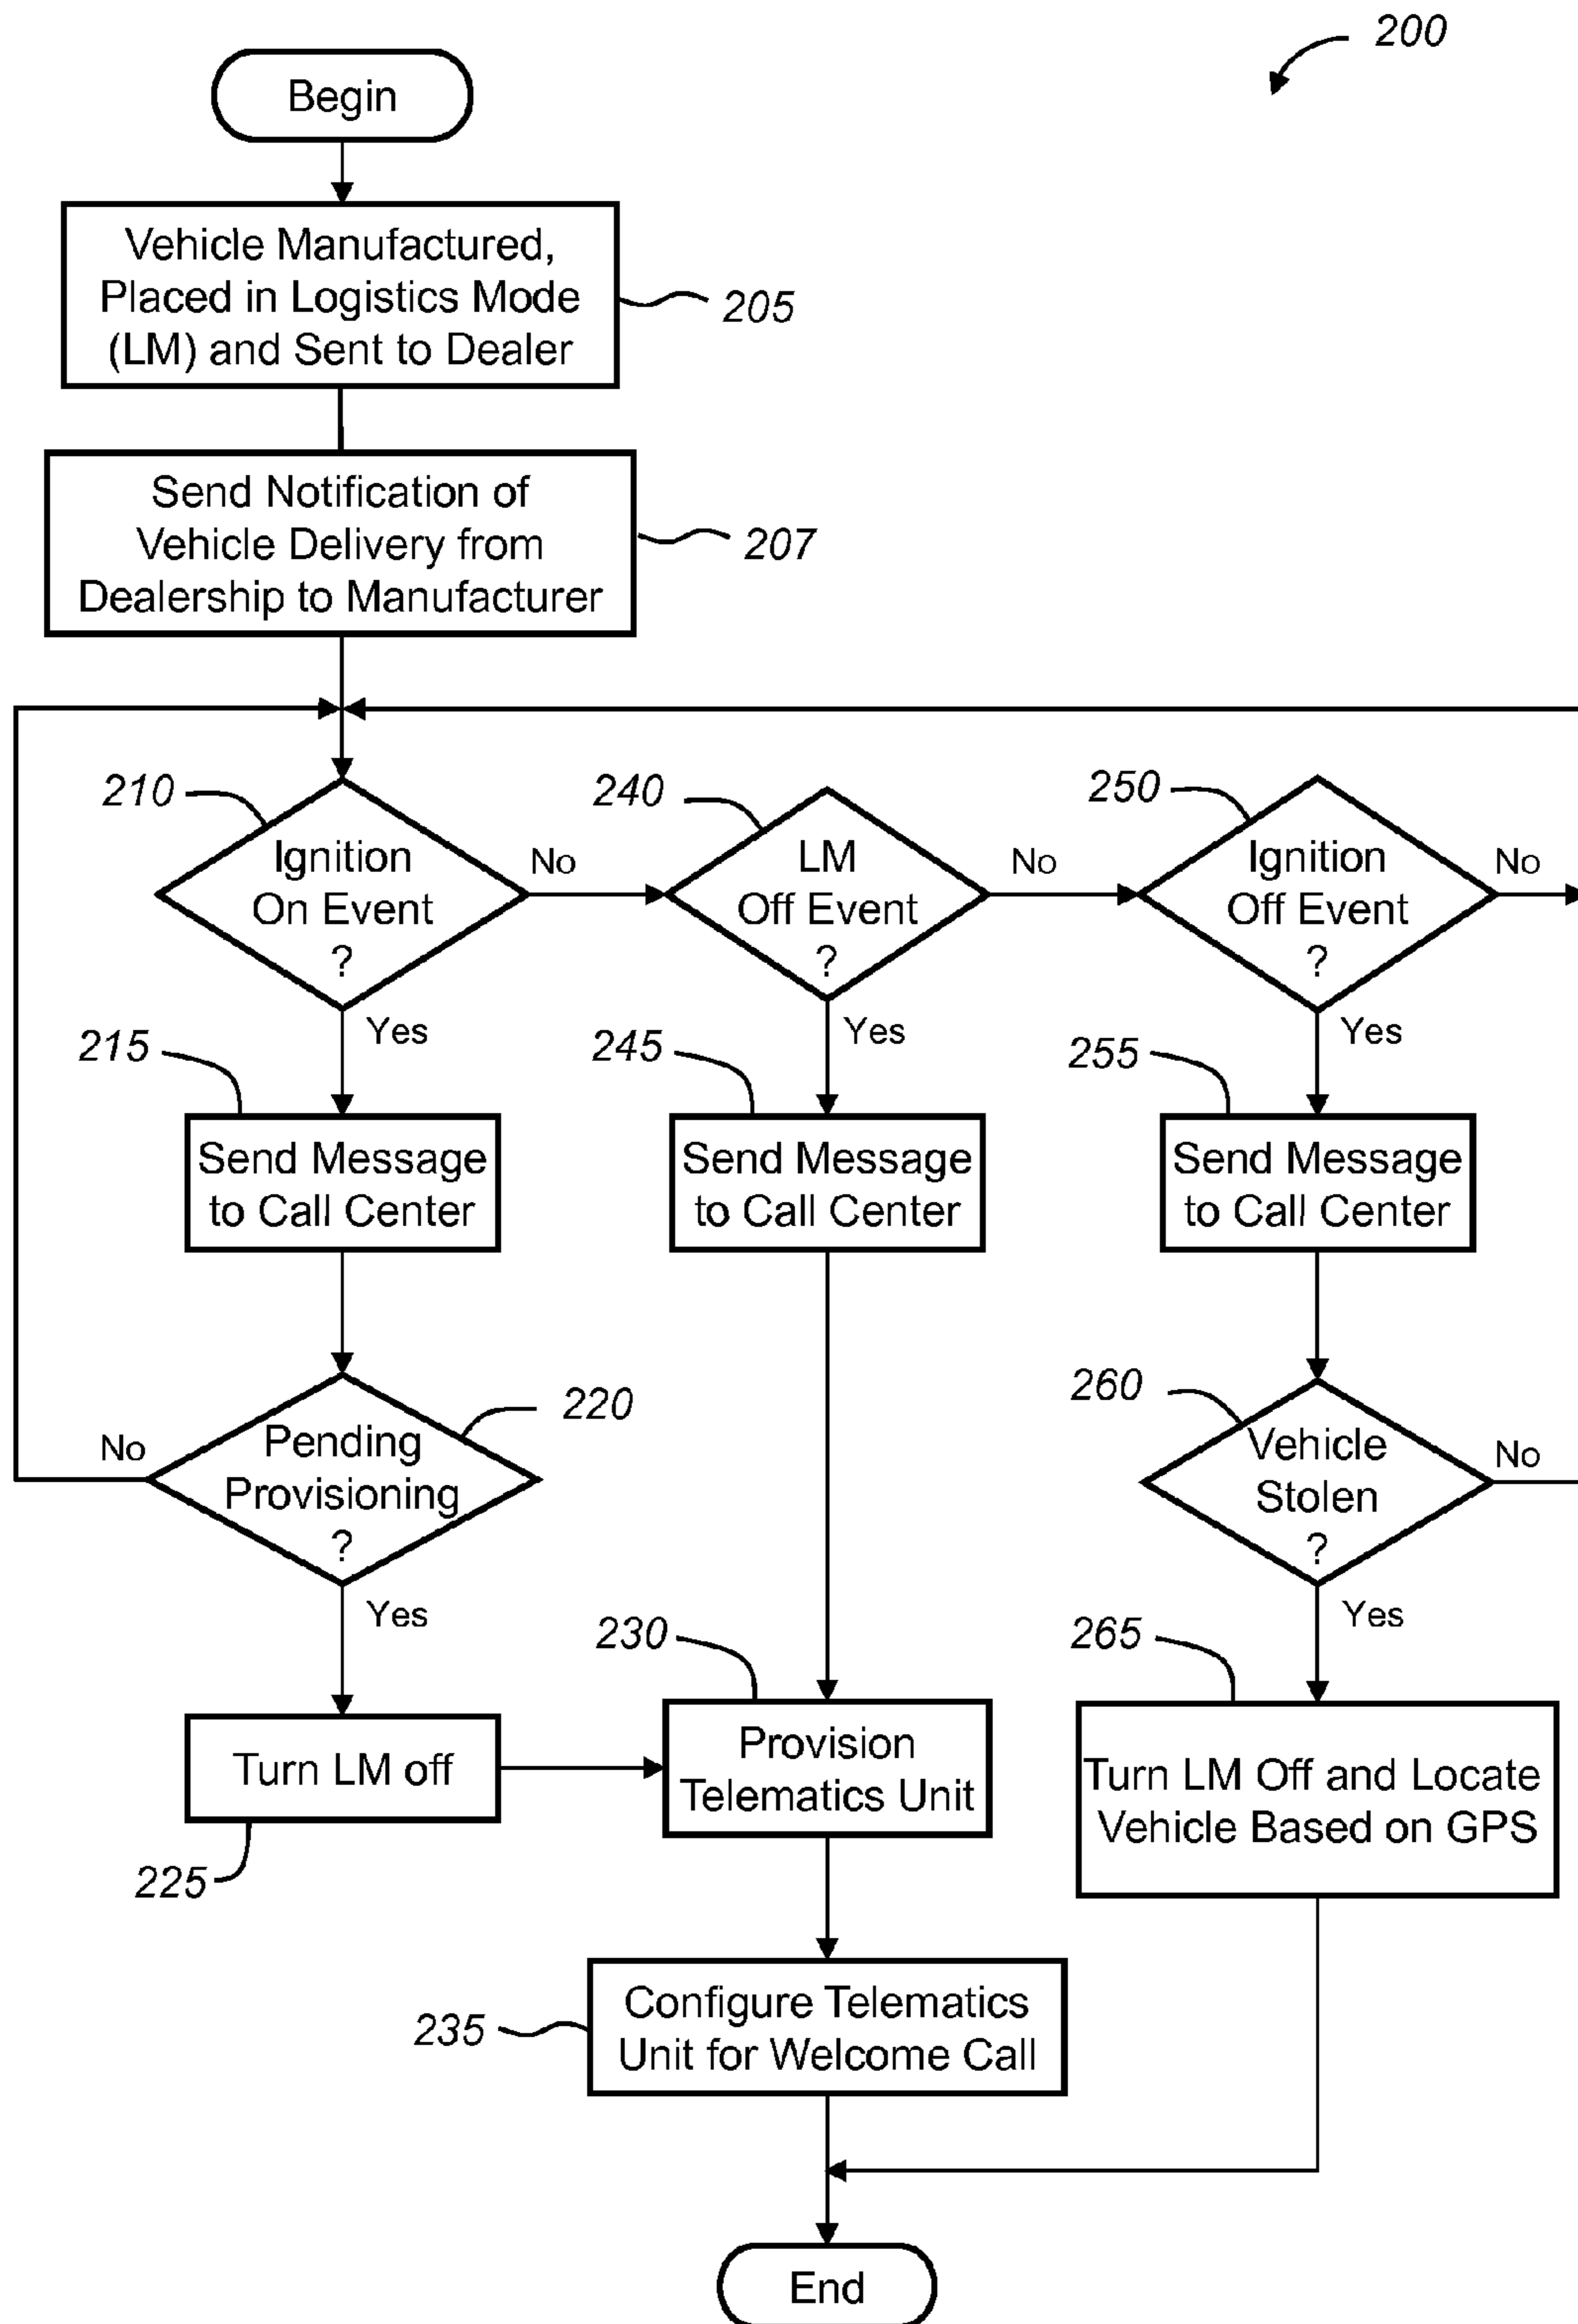 200
Begin
Vehicle Manufactured,
Placed in Logistics Mode
(LM) and Sent to Dealer
205
Send Notification of
Vehicle Delivery from
Dealership to Manufacturer
207
210
Ignition
On Event
?
No
Yes
240
LM
Off Event
?
No
Yes
250
Ignition
Off Event
?
No
Yes
215
Send Message
to Call Center
245
Send Message
to Call Center
255
Send Message
to Call Center
220
Pending
Provisioning
?
No
Yes
260
Vehicle
Stolen
?
No
Yes
Turn LM off
225
230
Provision
Telematics Unit
265
Turn LM Off and Locate
Vehicle Based on GPS
235
Configure Telematics
Unit for Welcome Call
End